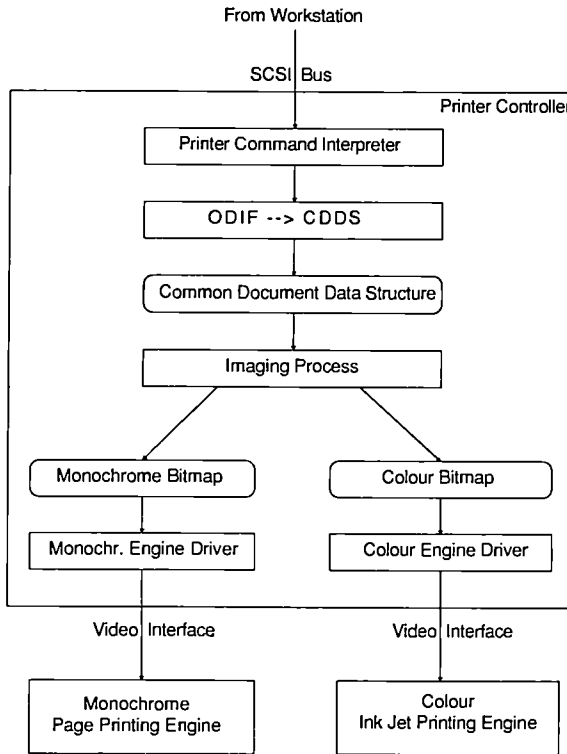 From Workstation
SCSI Bus
Printer Controller
Printer Command Interpreter
ODIF --> CDDS
Common Document Data Structure
Imaging Process
Monochrome Bitmap
Colour Bitmap
Monochr. Engine Driver
Colour Engine Driver
Video Interface
Video Interface
Monochrome
Page Printing Engine
Colour
Ink Jet Printing Engine